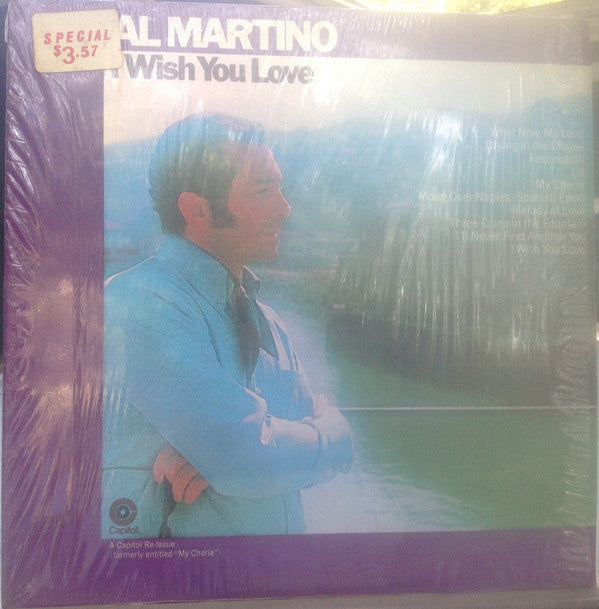 SPECIAL
$3.57
AL MARTINO
I Wish You Love
What Now, My Love
Crying in the Chapel
Fascination
Till
My Cherie
Moon Over Naples (Spanish Eyes)
Melody of Love
Three Coins in the Fountain
I'll Never Find Another You
I Wish You Love
Capitol
A Capitol Re-Issue
(formerly entitled "My Cherie")